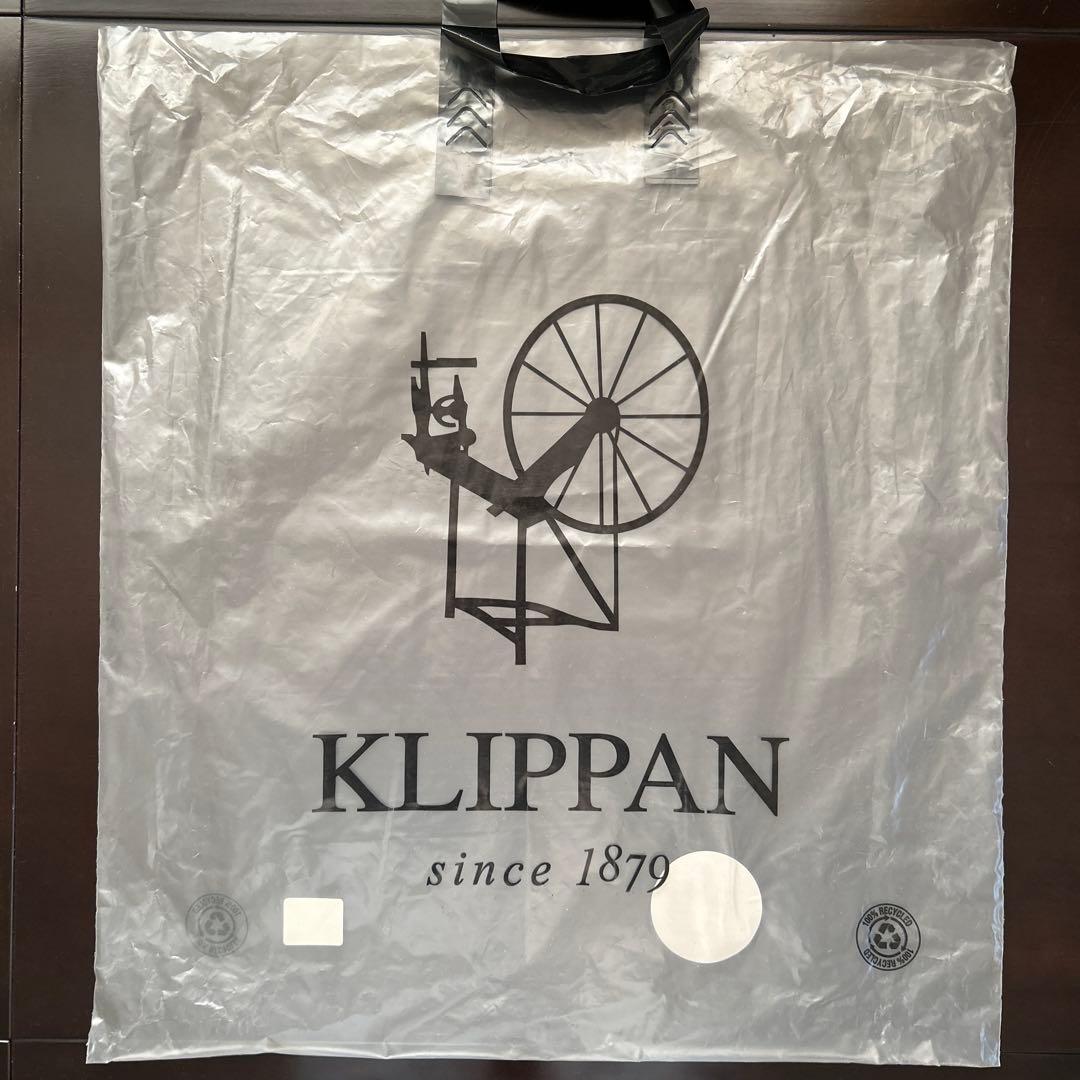 KLIPPAN
since 1879
100% RECYCLED
100% RECYCLED